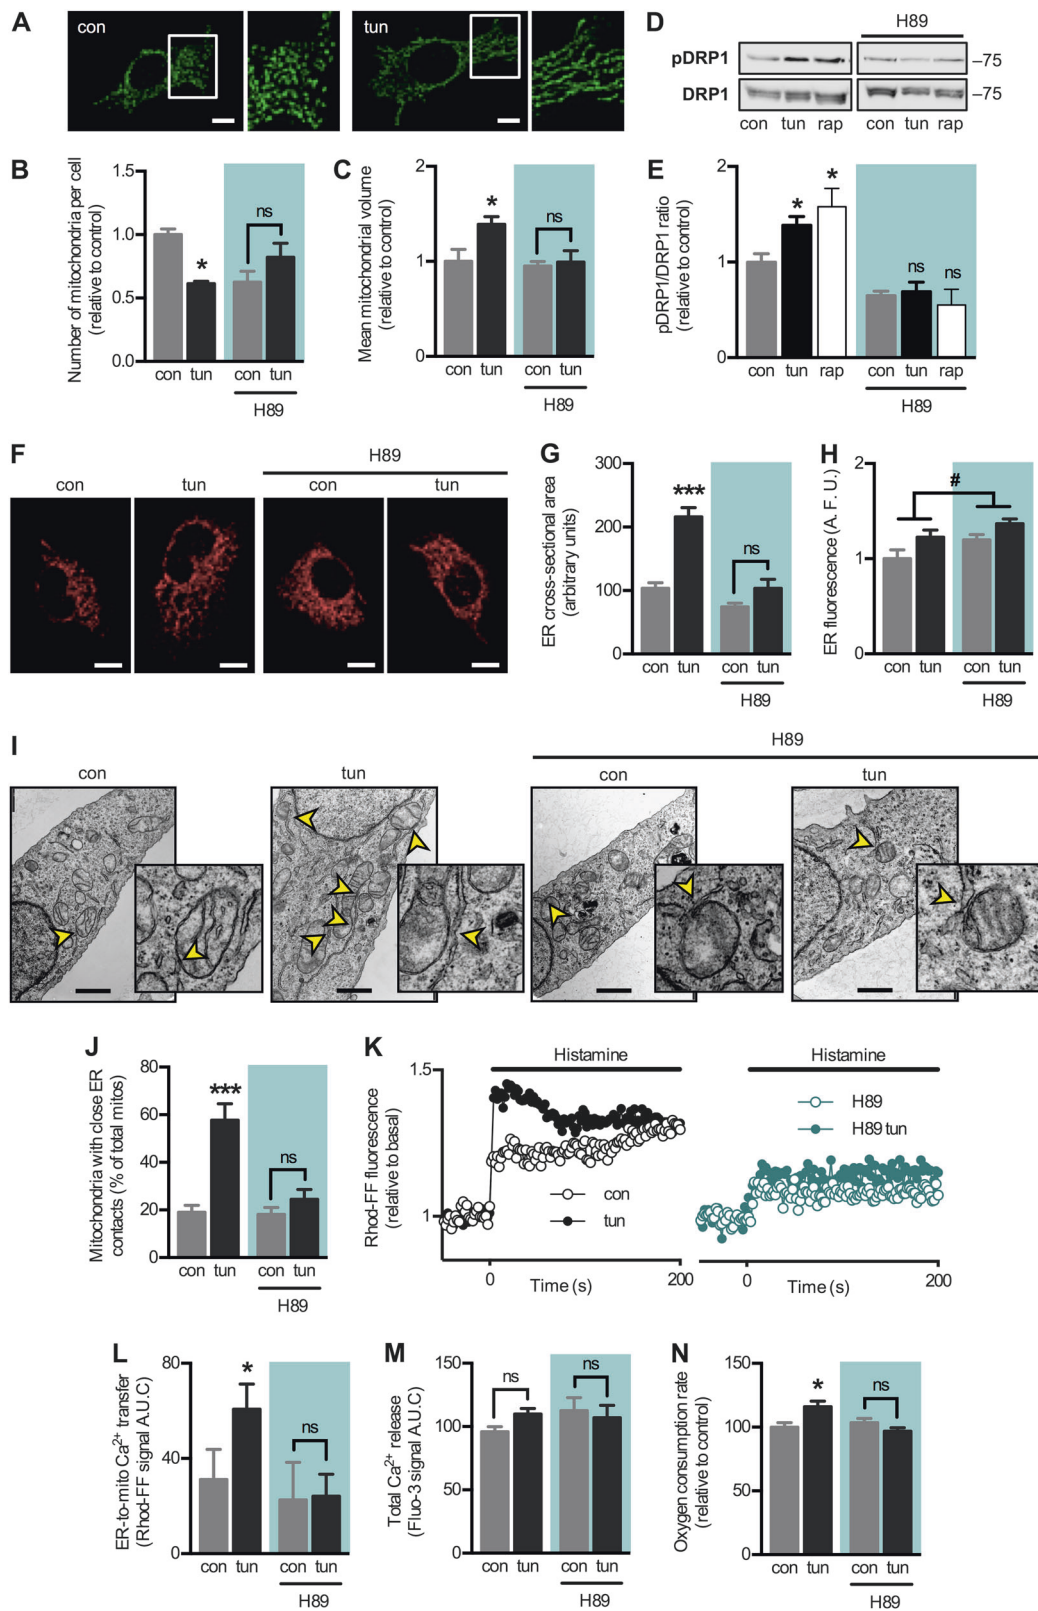 A
con
tun
D
H89
pDRP1
–75
DRP1
–75
con tun rap
con tun rap
B
Number of mitochondria per cell
(relative to control)
1.5
1.0
0.5
0.0
*
ns
con tun
con tun
H89
C
Mean mitochondrial volume
(relative to control)
2
1
0
*
ns
con tun
con tun
H89
E
pDRP1/DRP1 ratio
(relative to control)
2
1
0
*
*
ns
ns
con tun rap
con tun rap
H89
F
H89
con
tun
con
tun
G
ER cross-sectional area
(arbitrary units)
300
200
100
0
***
ns
con tun
con tun
H89
H
ER fluorescence (A. F. U.)
2
1
0
#
con tun
con tun
H89
I
H89
con
tun
con
tun
J
Mitochondria with close ER
contacts (% of total mitos)
80
60
40
20
0
***
ns
con tun
con tun
H89
K
Rhod-FF fluorescence
(relative to basal)
1.5
1
Histamine
con
tun
0
200
Time (s)
Histamine
H89
H89 tun
0
200
Time (s)
L
ER-to-mito Ca2+ transfer
(Rhod-FF signal A.U.C)
80
40
0
*
ns
con tun
con tun
H89
M
Total Ca2+ release
(Fluo-3 signal A.U.C)
150
100
50
0
ns
ns
con tun
con tun
H89
N
Oxygen consumption rate
(relative to control)
150
100
50
0
*
ns
con tun
con tun
H89